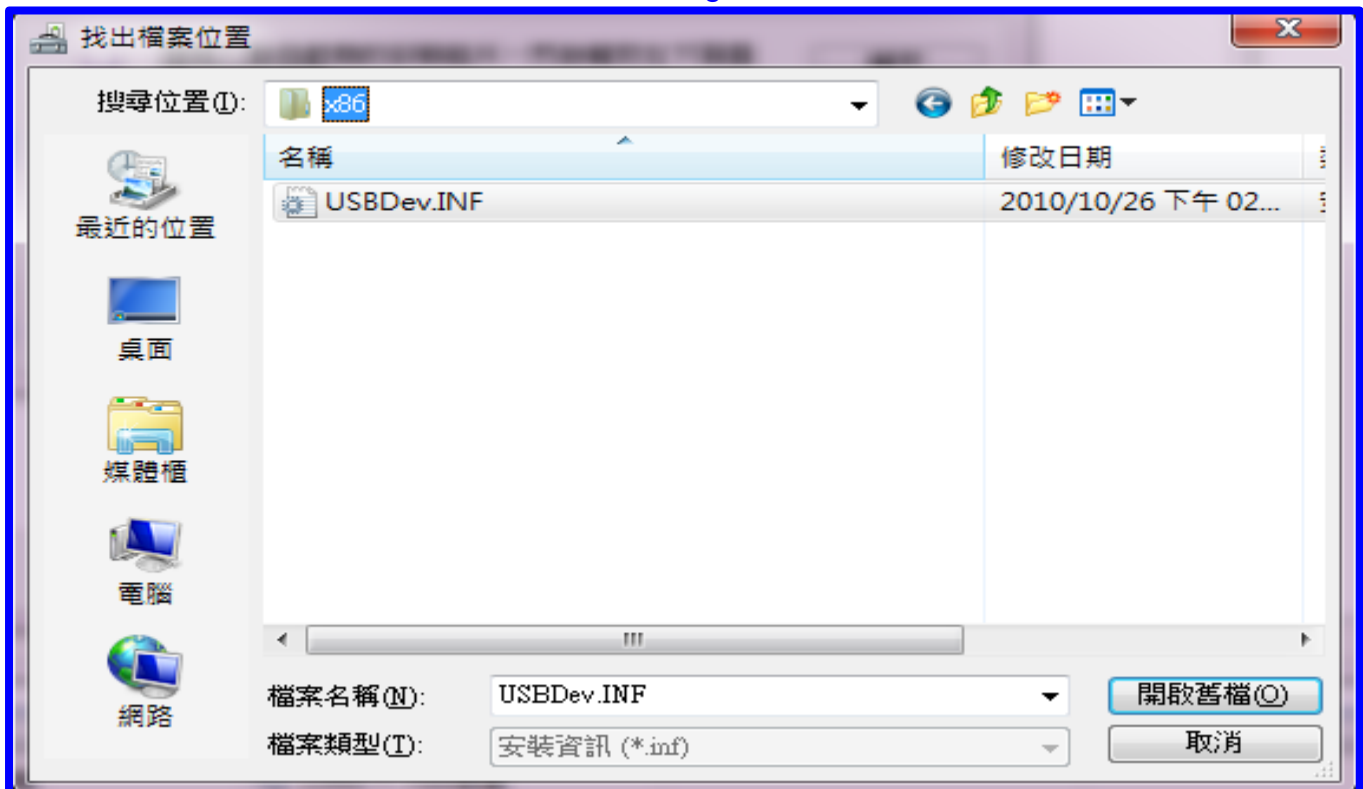 找出檔案位置
搜尋位置(I):
x86
名稱
修改日期
USBDev.INF
2010/10/26 下午 02...
最近的位置
桌面
媒體櫃
電腦
網路
檔案名稱(N):
USBDev.INF
開啟舊檔(O)
檔案類型(T):
安裝資訊 (*.inf)
取消